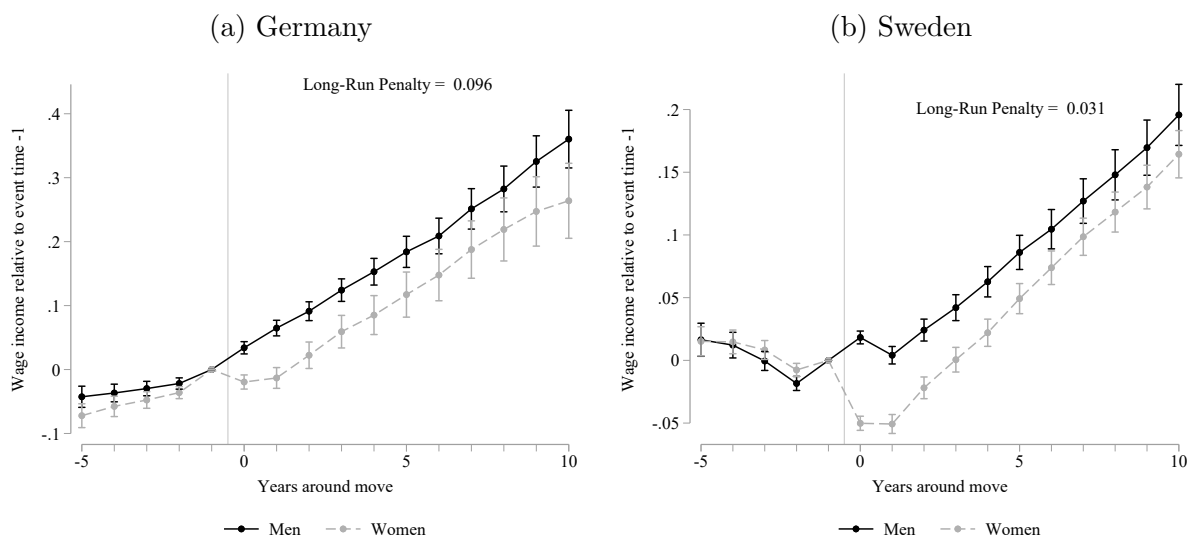 (a) Germany
Long-Run Penalty = 0.096
Wage income relative to event time -1
.4
.3
.2
.1
0
-.1
-5
0
5
10
Years around move
Men
Women
(b) Sweden
Long-Run Penalty = 0.031
Wage income relative to event time -1
.2
.15
.1
.05
0
-.05
-5
0
5
10
Years around move
Men
Women